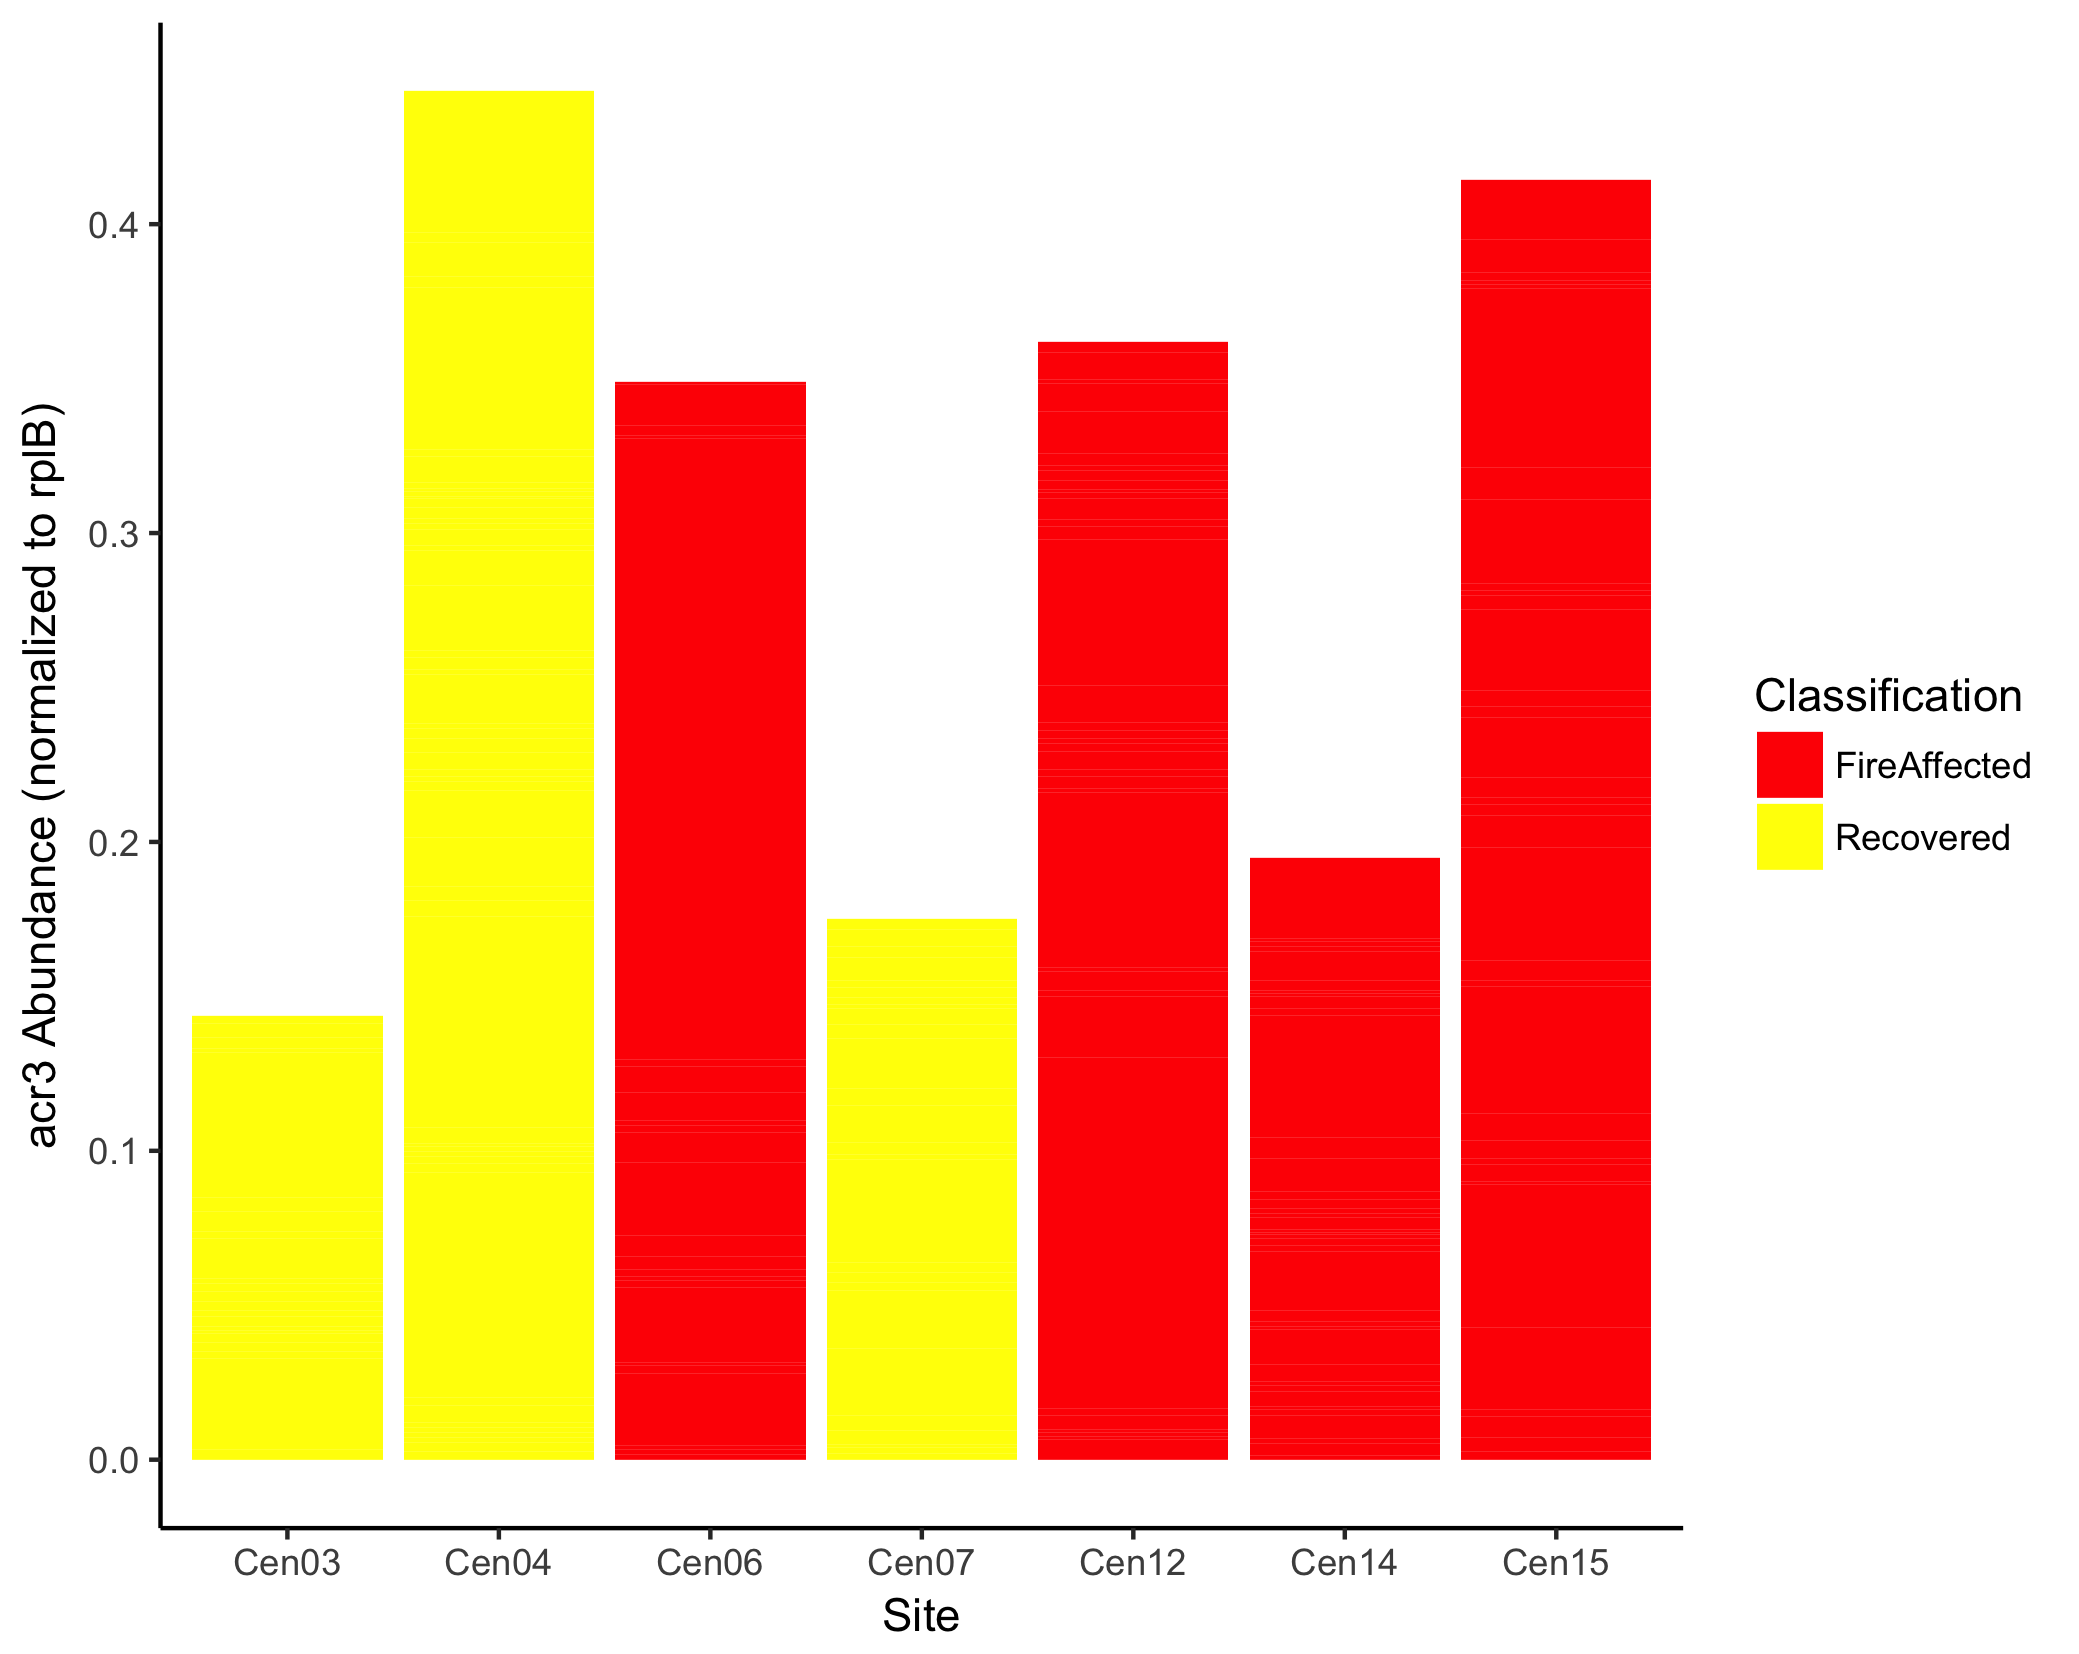 acr3 Abundance (normalized to rplB)
0.4
0.3
0.2
0.1
0.0
Cen03 Cen04 Cen06 Cen07 Cen12 Cen14 Cen15
Site
Classification
FireAffected
Recovered